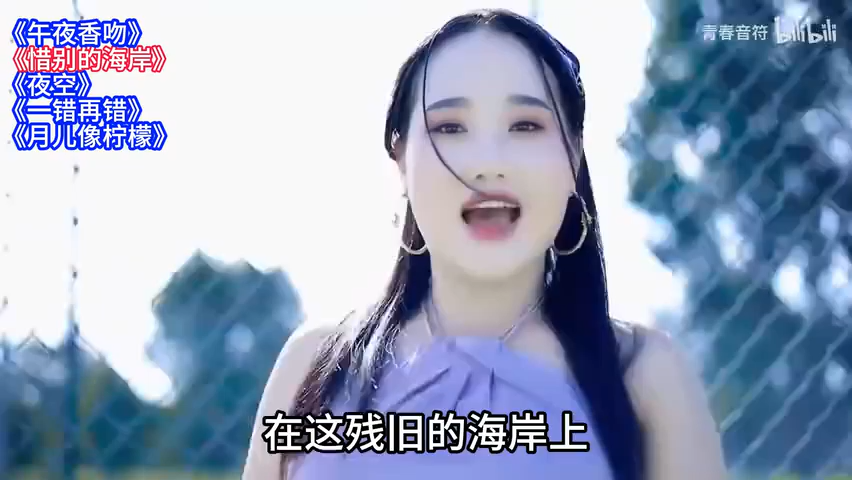 《午夜香吻》
《惜别的海岸》
《夜空》
《一错再错》
《月儿像柠檬》
青春音符 bilibili
在这残旧的海岸上